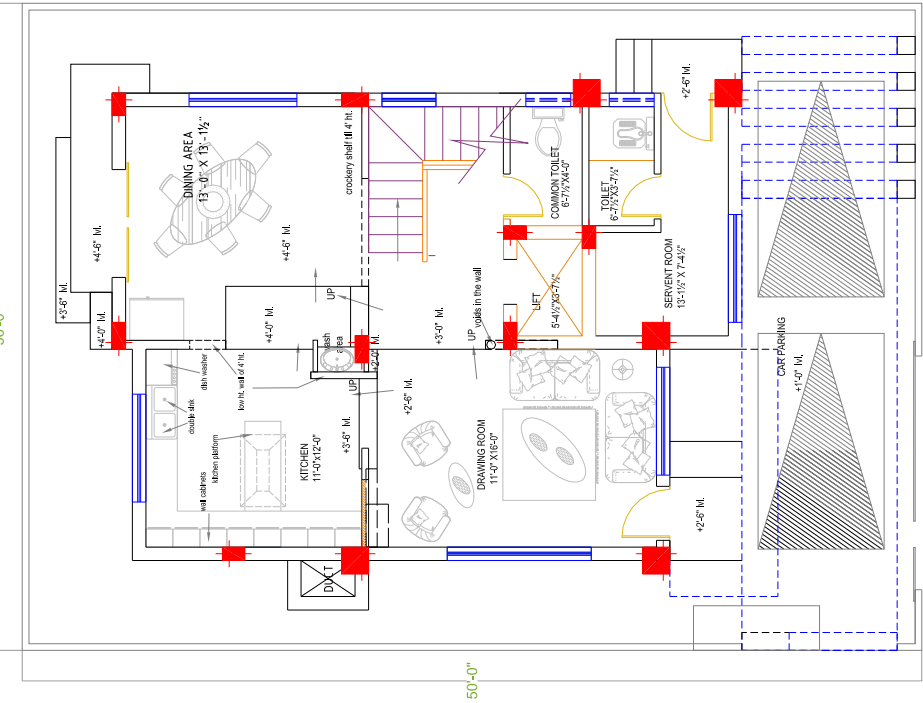 DINING AREA
13'-0" X 13'-1½"
crockery shelf till 4' ht.
COMMON TOILET
6'-7½"X4'-0"
TOILET
6'-7½"X3'-7½"
+2'-6" lvl.
+4'-6" lvl.
+4'-6" lvl.
+3'-6" lvl.
+4'-0" lvl.
+4'-0" lvl.
UP
+3'-0" lvl.
UP
voids in the wall
LIFT
5'-4½"X3'-7½"
SERVENT ROOM
13'-1½" X 7'-4½"
CAR PARKING
+1'-0" lvl.
wash
area
+2'-0" lvl.
UP
dish washer
low ht. wall of 4' ht.
double sink
kitchen platform
wall cabinets
KITCHEN
11'-0"x12'-0"
+3'-6" lvl.
+2'-6" lvl.
DRAWING ROOM
11'-0" X16'-0"
+2'-6" lvl.
DUCT
50'-0"